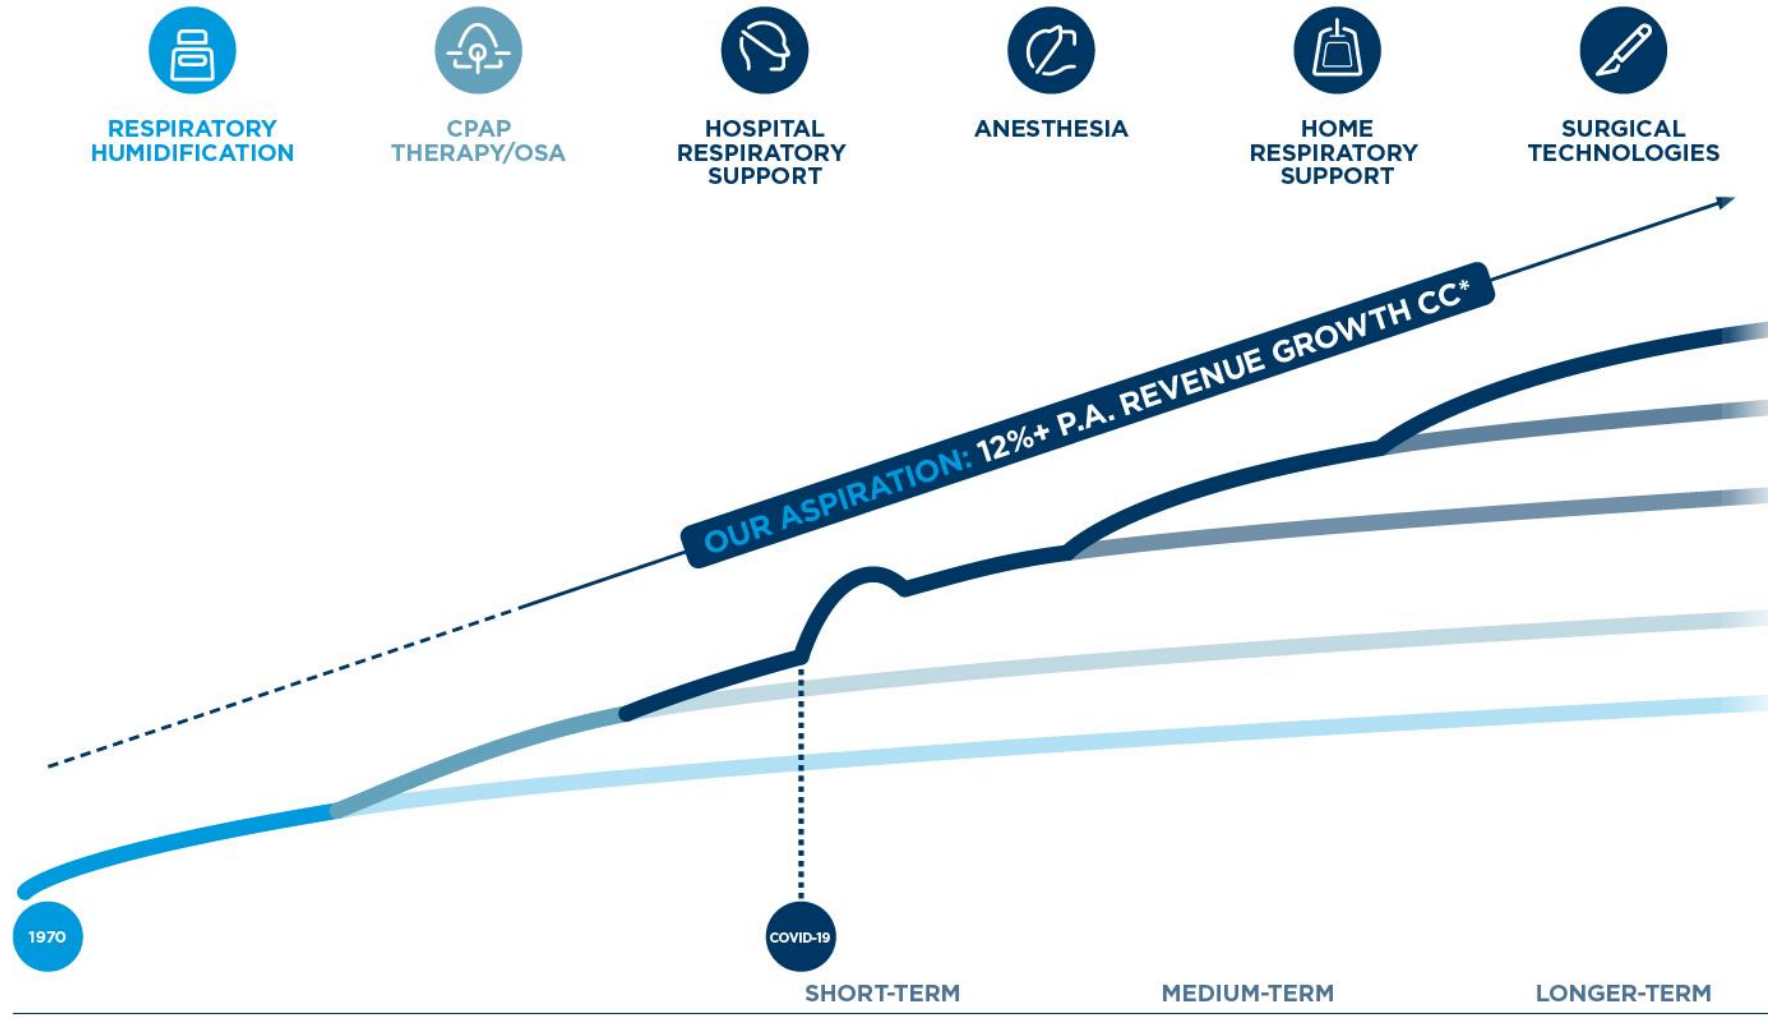 RESPIRATORY
HUMIDIFICATION
CPAP
THERAPY/OSA
HOSPITAL
RESPIRATORY
SUPPORT
ANESTHESIA
HOME
RESPIRATORY
SUPPORT
SURGICAL
TECHNOLOGIES
OUR ASPIRATION: 12%+ P.A. REVENUE GROWTH CC*
1970
COVID-19
SHORT-TERM
MEDIUM-TERM
LONGER-TERM